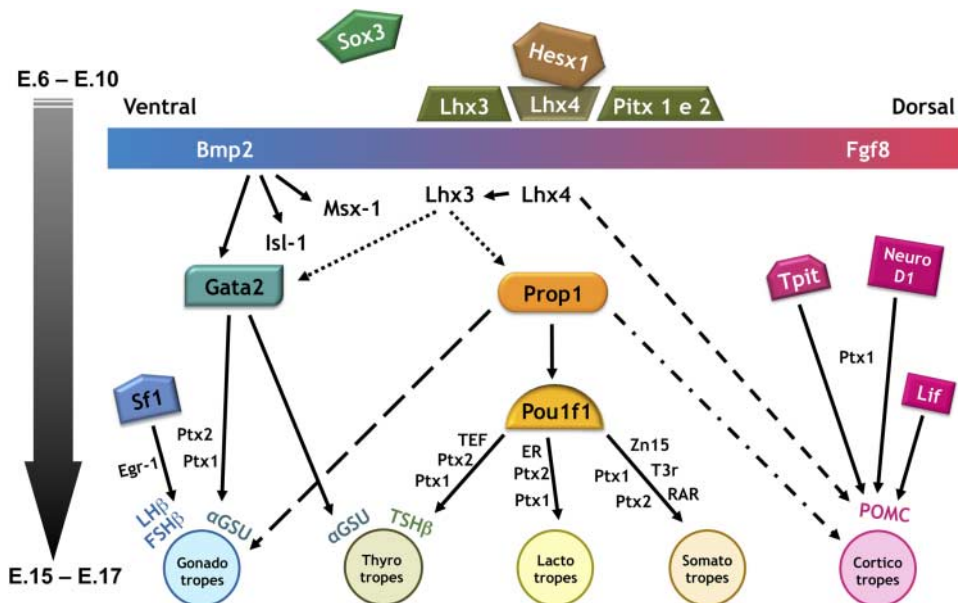 Sox3
Hesx1
E.6 – E.10
Lhx3
Lhx4
Pitx 1 e 2
Ventral
Dorsal
Bmp2
Fgf8
Msx-1
Isl-1
Lhx3
Lhx4
Gata2
Prop1
Tpit
Neuro
D1
Ptx1
Sf1
Pou1f1
Lif
Egr-1
Ptx2
Ptx1
TEF
Ptx2
Ptx1
ER
Ptx2
Ptx1
Zn15
Ptx1
T3r
Ptx2
RAR
LHβ
FSHβ
αGSU
αGSU
TSHβ
POMC
E.15 – E.17
Gonado
tropes
Thyro
tropes
Lacto
tropes
Somato
tropes
Cortico
tropes